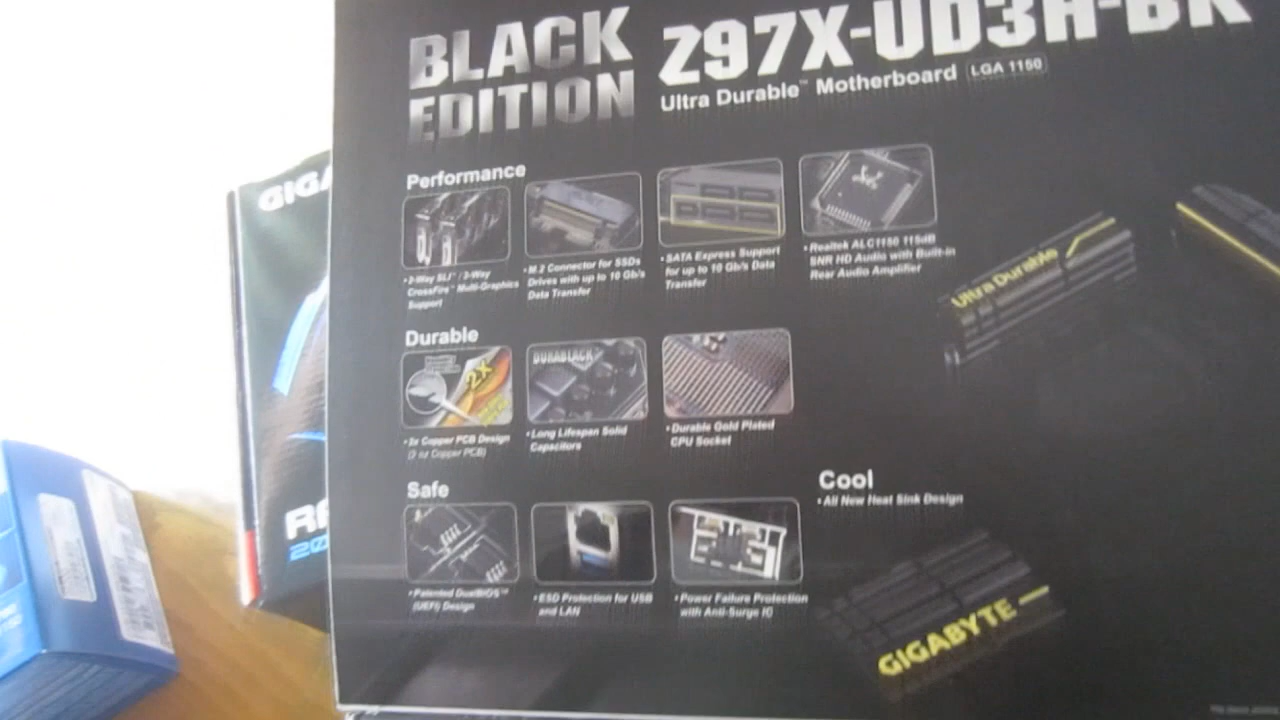 BLACK
EDITION
Z97X-UD3H-BK
Ultra Durable™ Motherboard LGA 1150
GIGA
Performance
• 2-Way SLI™ / 3-Way
CrossFire™ Multi-Graphics
Support
• M.2 Connector for SSDs
Drives with up to 10 Gb/s
Data Transfer
• SATA Express Support
for up to 10 Gb/s Data
Transfer
• Realtek ALC1150 115dB
SNR HD Audio with Built-in
Rear Audio Amplifier
Ultra Durable
Durable
2X
DURABLACK
• 2x Copper PCB Design
(2 oz Copper PCB)
• Long Lifespan Solid
Capacitors
• Durable Gold Plated
CPU Socket
Safe
• Patented DualBIOS™
(UEFI) Design
• ESD Protection for USB
and LAN
• Power Failure Protection
with Anti-Surge IC
Cool
• All New Heat Sink Design
GIGABYTE